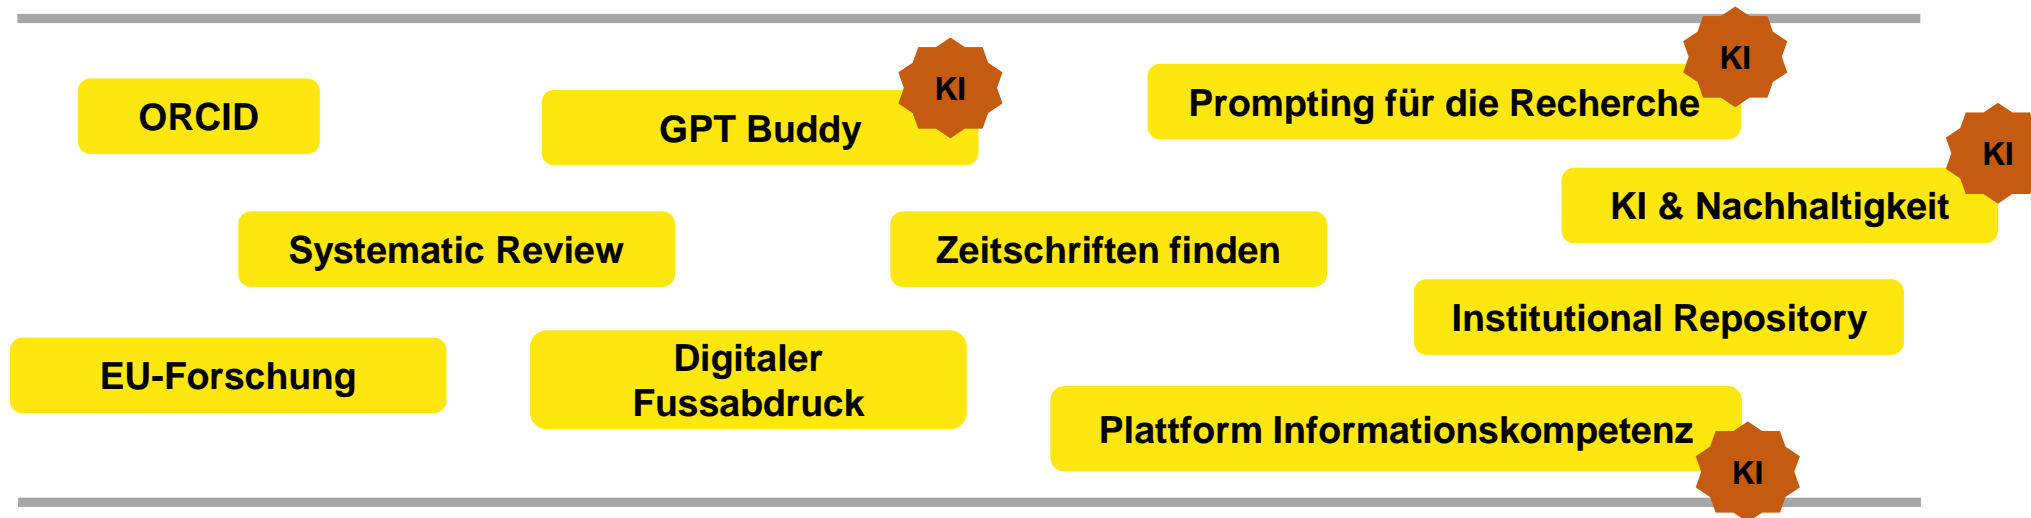 ORCID
GPT Buddy
KI
Prompting für die Recherche
KI
KI & Nachhaltigkeit
KI
Systematic Review
Zeitschriften finden
Institutional Repository
EU-Forschung
Digitaler
Fussabdruck
Plattform Informationskompetenz
KI